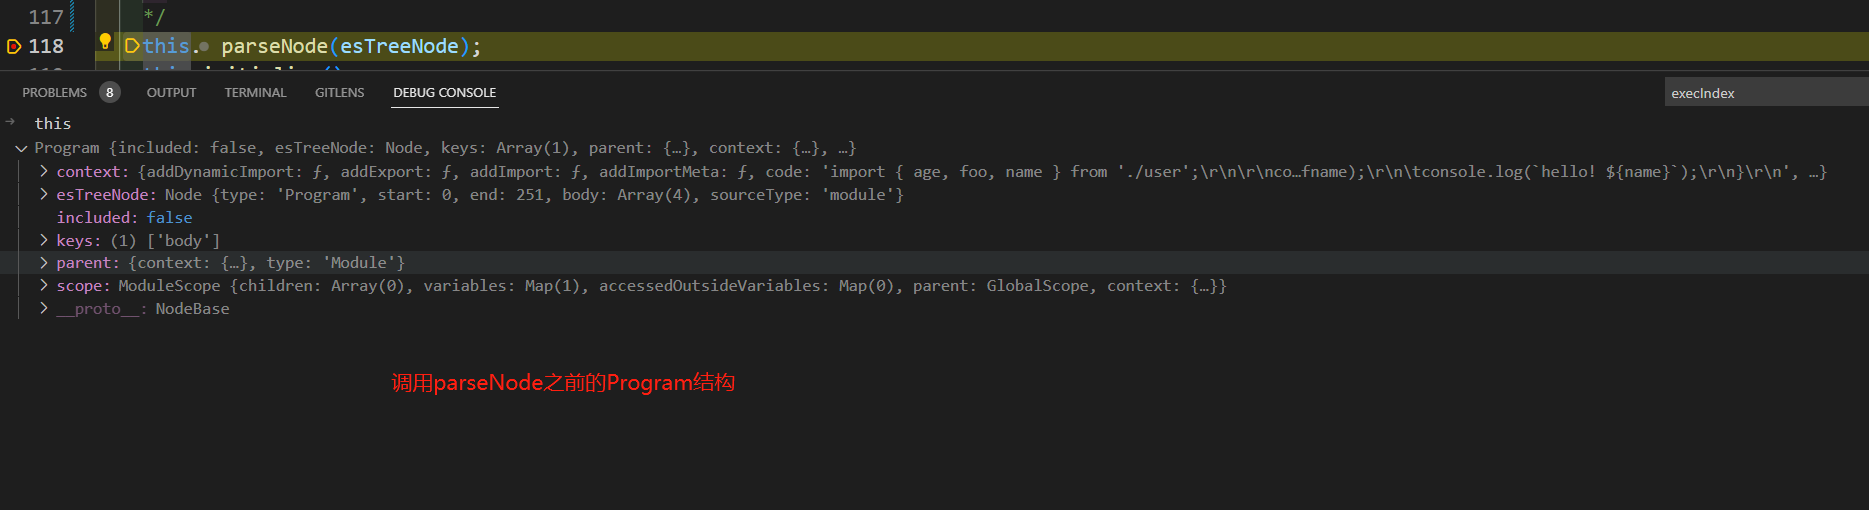 117 */
118 this. parseNode(esTreeNode);
PROBLEMS 8 OUTPUT TERMINAL GITLENS DEBUG CONSOLE execIndex
this
Program {included: false, esTreeNode: Node, keys: Array(1), parent: {…}, context: {…}, …}
context: {addDynamicImport: ƒ, addExport: ƒ, addImport: ƒ, addImportMeta: ƒ, code: 'import { age, foo, name } from './user';\r\n\r\nco…fname);\r\n\tconsole.log(`hello! ${name}`);\r\n}\r\n', …}
esTreeNode: Node {type: 'Program', start: 0, end: 251, body: Array(4), sourceType: 'module'}
included: false
keys: (1) ['body']
parent: {context: {…}, type: 'Module'}
scope: ModuleScope {children: Array(0), variables: Map(1), accessedOutsideVariables: Map(0), parent: GlobalScope, context: {…}}
__proto__: NodeBase
调用parseNode之前的Program结构